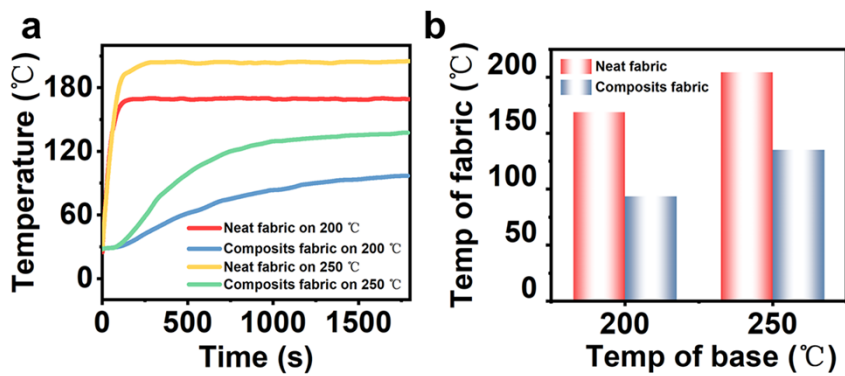 a
Temperature (℃)
180
120
60
0
Neat fabric on 200 ℃
Composits fabric on 200 ℃
Neat fabric on 250 ℃
Composits fabric on 250 ℃
0 500 1000 1500
Time (s)
b
Temp of fabric (℃)
200
150
100
50
0
Neat fabric
Composits fabric
200 250
Temp of base (℃)